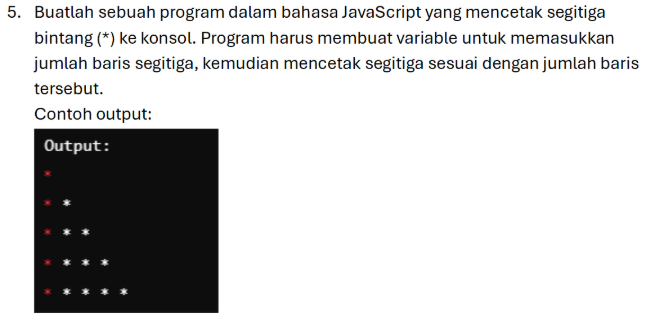 5. Buatlah sebuah program dalam bahasa JavaScript yang mencetak segitiga
bintang (*) ke konsol. Program harus membuat variable untuk memasukkan
jumlah baris segitiga, kemudian mencetak segitiga sesuai dengan jumlah baris
tersebut.
Contoh output:
Output:
*
* *
* * *
* * * *
* * * * *